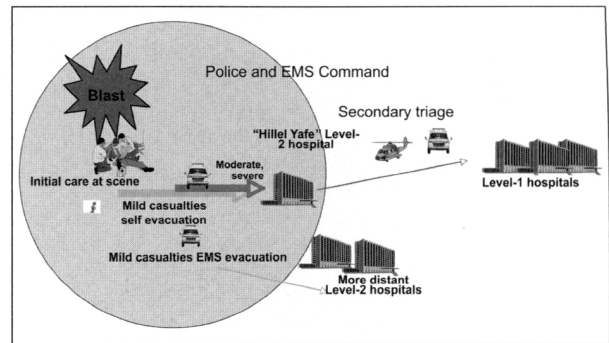 Police and EMS Command
Blast
Secondary triage
“Hillel Yafe” Level-
2 hospital
Moderate,
severe
Initial care at scene
Level-1 hospitals
Mild casualties
self evacuation
Mild casualties EMS evacuation
More distant
Level-2 hospitals